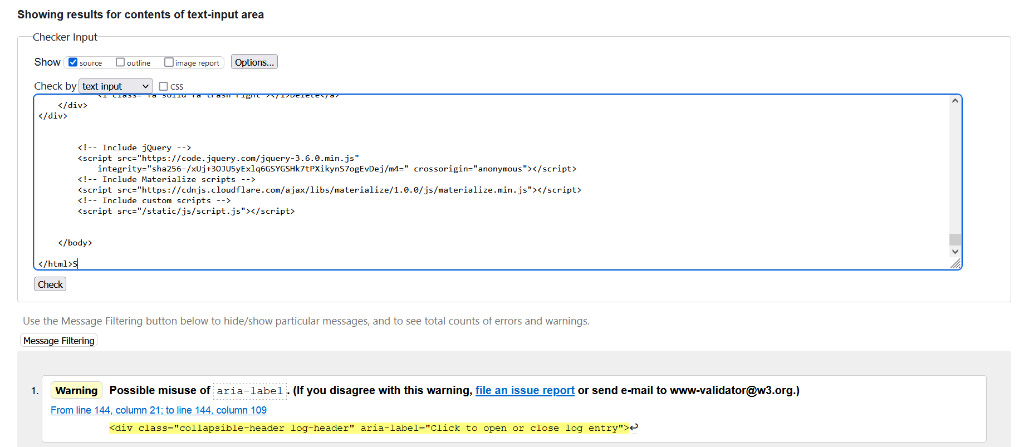 Showing results for contents of text-input area
Checker Input
Show source outline image report Options...
Check by text input css
</div>
</div>
<!-- Include jQuery -->
<script src="https://code.jquery.com/jquery-3.6.0.min.js"
integrity="sha256-/xUj+3OJU5yExlq6GSYGSHk7tPXikynS7ogEvDej/m4=" crossorigin="anonymous"></script>
<!-- Include Materialize scripts -->
<script src="https://cdnjs.cloudflare.com/ajax/libs/materialize/1.0.0/js/materialize.min.js"></script>
<!-- Include custom scripts -->
<script src="/static/js/script.js"></script>
</body>
</html>S
Check
Use the Message Filtering button below to hide/show particular messages, and to see total counts of errors and warnings.
Message Filtering
1. Warning Possible misuse of aria-label. (If you disagree with this warning, file an issue report or send e-mail to www-validator@w3.org.)
From line 144, column 21; to line 144, column 109
<div class="collapsible-header log-header" aria-label="Click to open or close log entry">↩